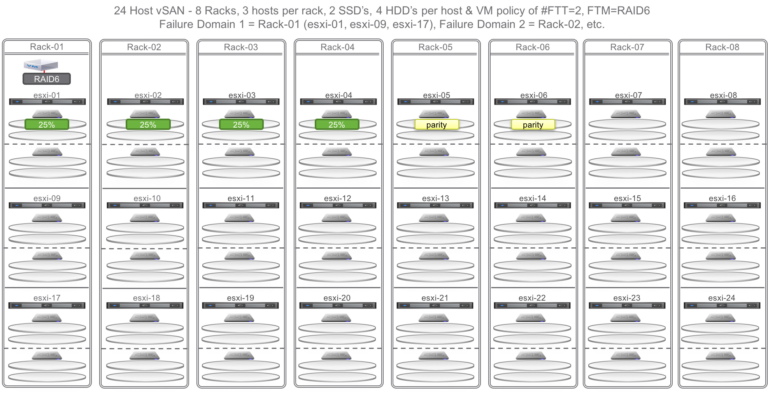 24 Host vSAN - 8 Racks, 3 hosts per rack, 2 SSD's, 4 HDD's per host & VM policy of #FTT=2, FTM=RAID6
Failure Domain 1 = Rack-01 (esxi-01, esxi-09, esxi-17), Failure Domain 2 = Rack-02, etc.
Rack-01 Rack-02 Rack-03 Rack-04 Rack-05 Rack-06 Rack-07 Rack-08
RAID6
esxi-01 esxi-02 esxi-03 esxi-04 esxi-05 esxi-06 esxi-07 esxi-08
25% 25% 25% 25% parity parity
esxi-09 esxi-10 esxi-11 esxi-12 esxi-13 esxi-14 esxi-15 esxi-16
esxi-17 esxi-18 esxi-19 esxi-20 esxi-21 esxi-22 esxi-23 esxi-24